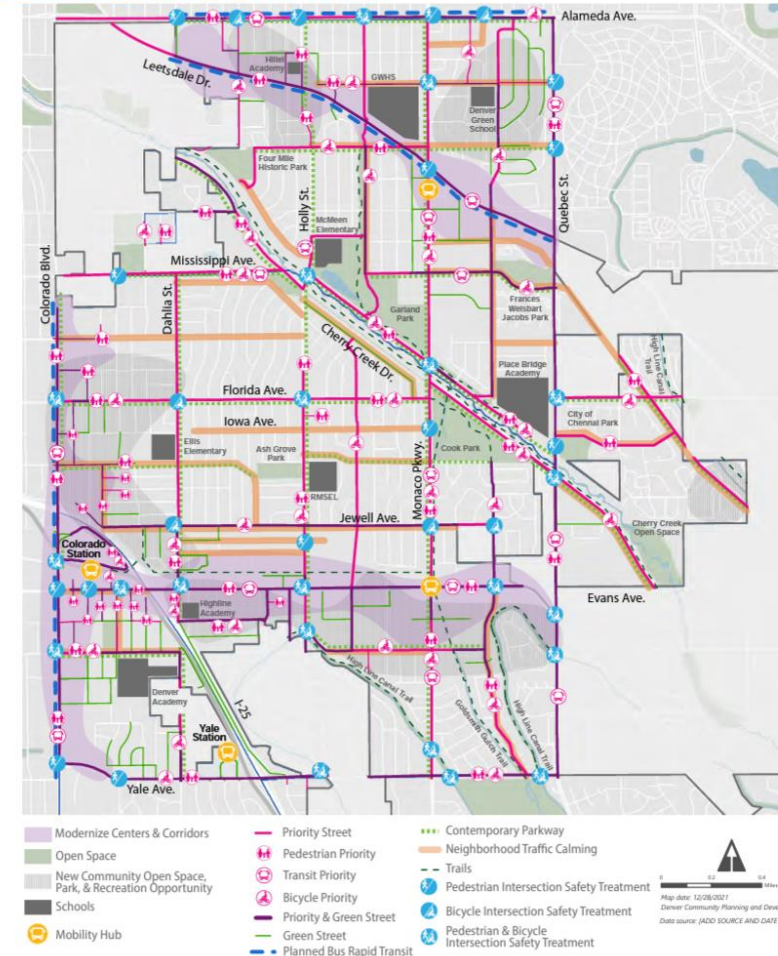 Alameda Ave.
Leetsdale Dr.
Hillel
Academy
GWHS
Denver
Green
School
Four Mile
Historic Park
Holly St.
Quebec St.
McMeen
Elementary
Mississippi Ave.
Colorado Blvd.
Dahlia St.
Garland
Park
Frances
Weisbart
Jacobs Park
Cherry Creek Dr.
High Line Canal
Trail
Place Bridge
Academy
Florida Ave.
City of
Chennai Park
Iowa Ave.
Ellis
Elementary
Ash Grove
Park
Cook Park
Monaco Pkwy.
RMSEL
Jewell Ave.
Cherry Creek
Open Space
Colorado
Station
Evans Ave.
Highline
Academy
High Line Canal Trail
Denver
Academy
I-25
Goldsmith Gulch Trail
High Line Canal Trail
Yale
Station
Yale Ave.
Modernize Centers & Corridors
Open Space
New Community Open Space,
Park, & Recreation Opportunity
Schools
Mobility Hub
Priority Street
Pedestrian Priority
Transit Priority
Bicycle Priority
Priority & Green Street
Green Street
Planned Bus Rapid Transit
Contemporary Parkway
Neighborhood Traffic Calming
Trails
Pedestrian Intersection Safety Treatment
Bicycle Intersection Safety Treatment
Pedestrian & Bicycle
Intersection Safety Treatment
0 0.2 0.4
Miles
Map date: 12/28/2021
Denver Community Planning and Deve
Data source: [ADD SOURCE AND DATE